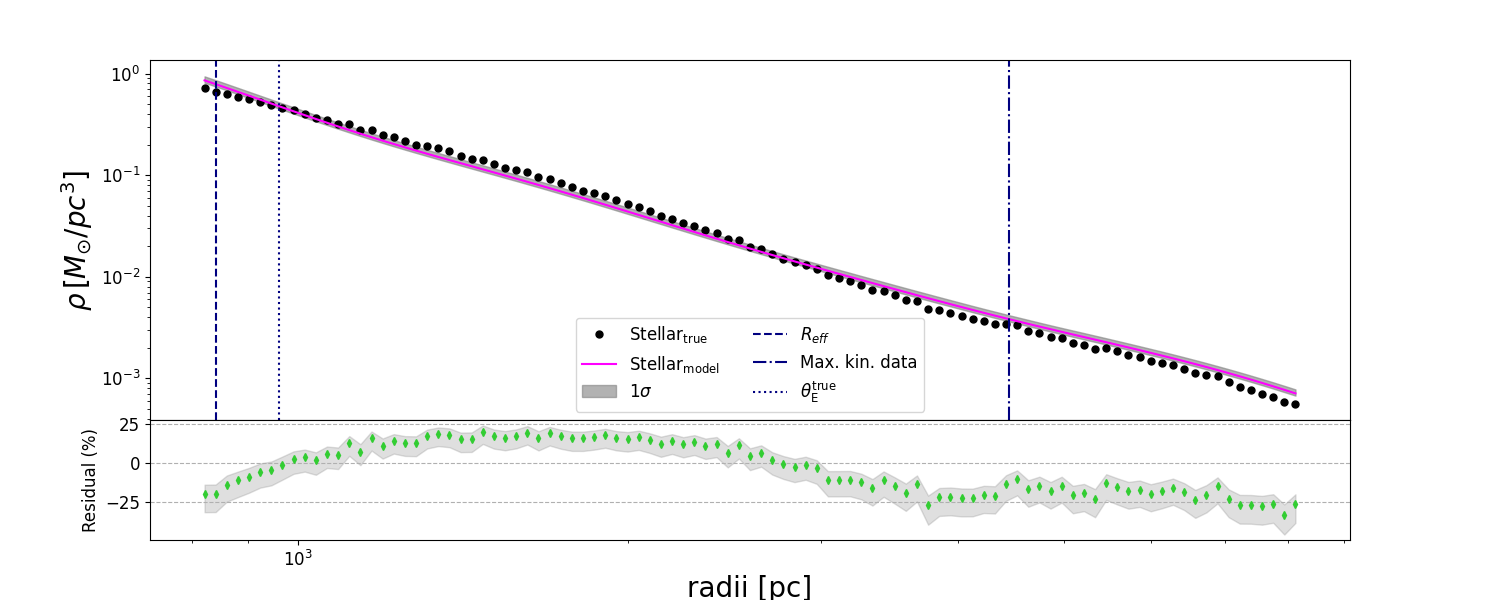 10⁰
10⁻¹
10⁻²
10⁻³
ρ [M⊙/pc³]
Stellar_true
Stellar_model
1σ
R_eff
Max. kin. data
θ_E^true
25
0
−25
Residual (%)
10³
radii [pc]